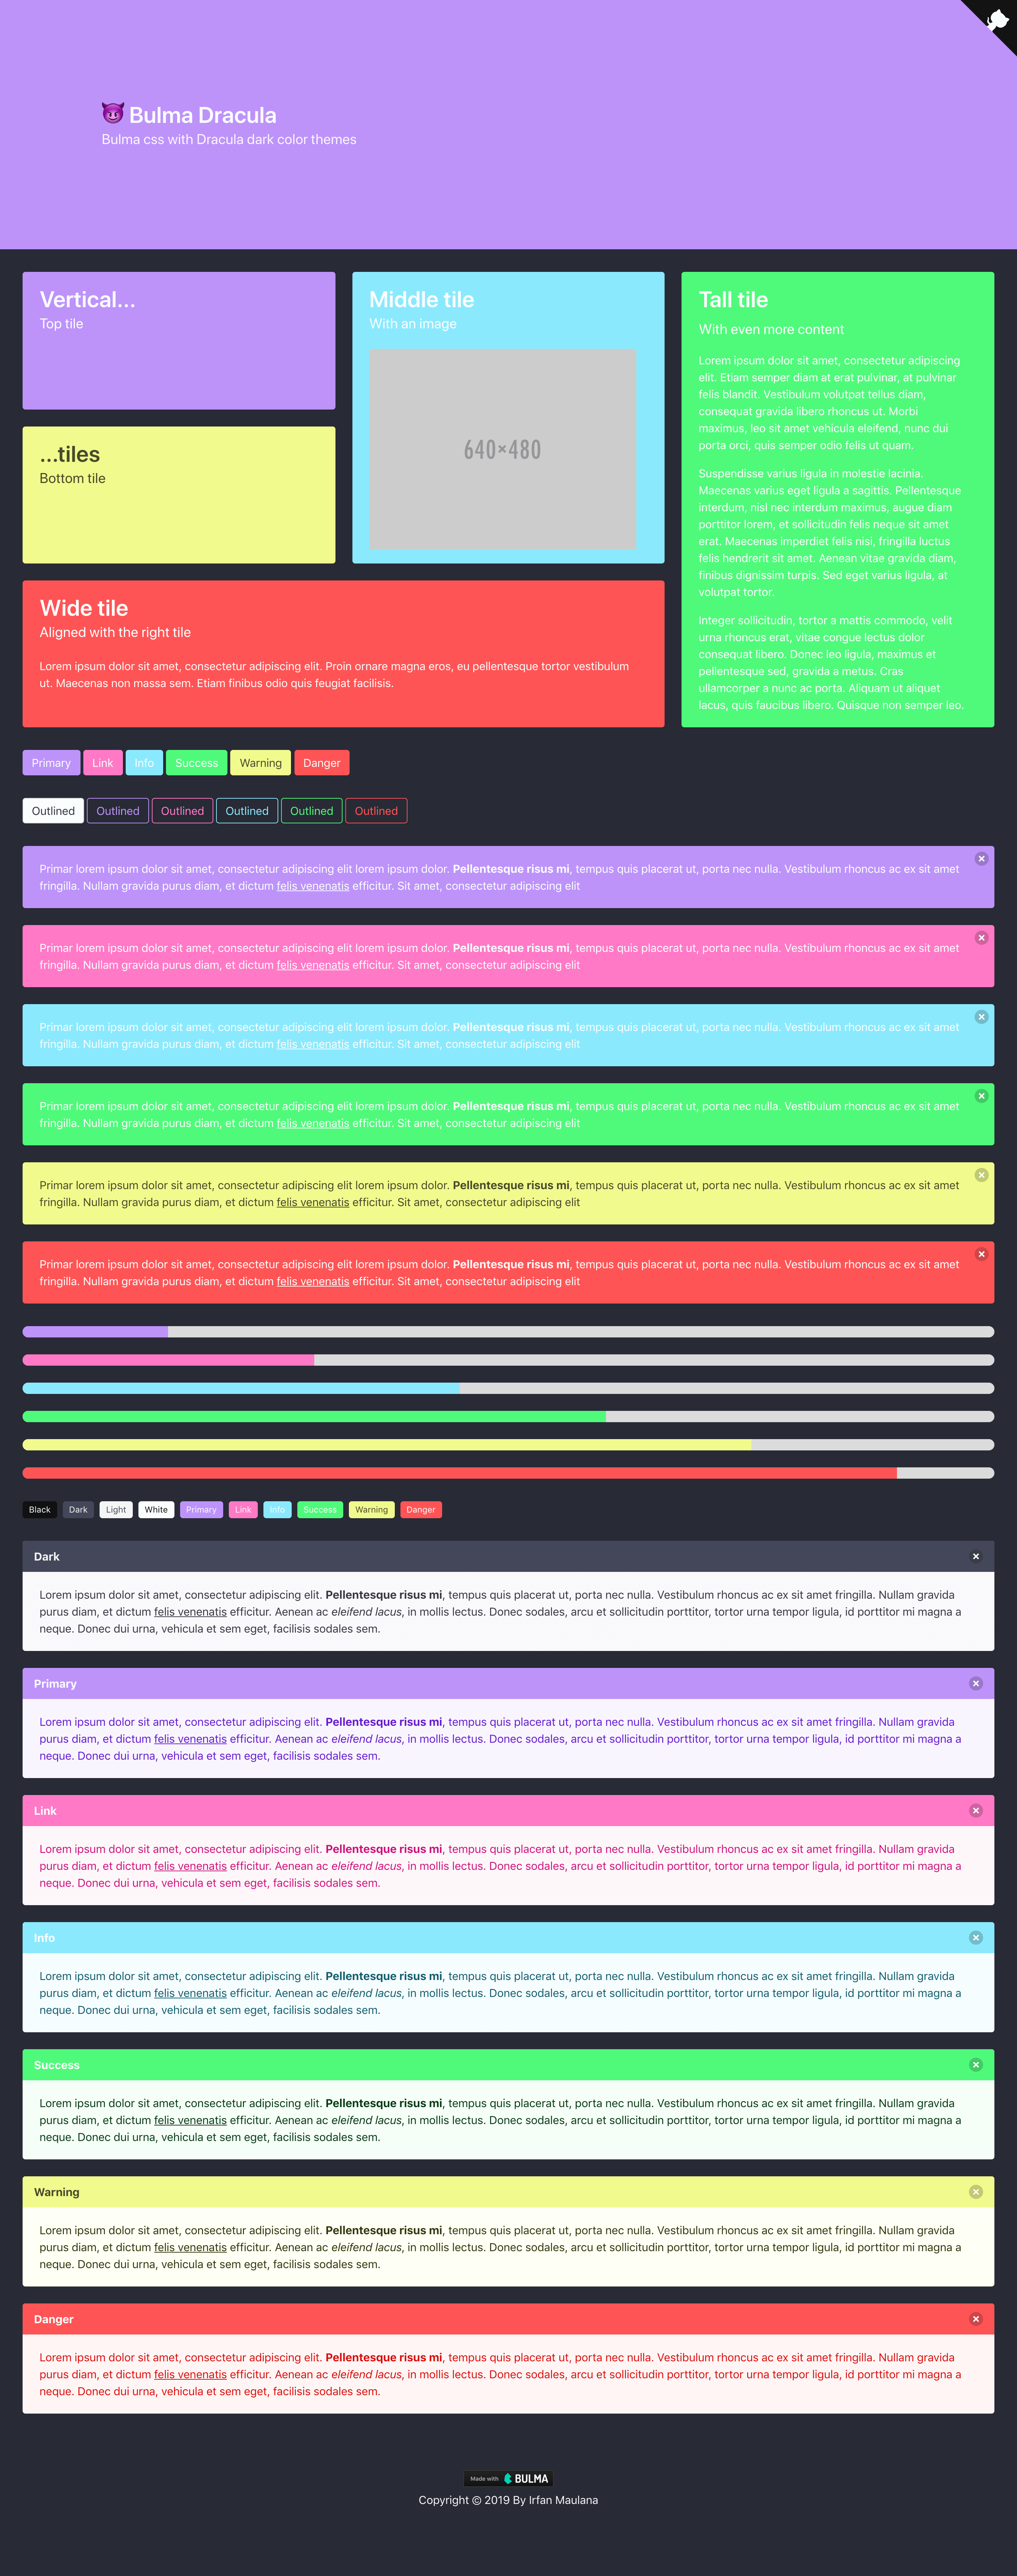 Bulma Dracula
Bulma css with Dracula dark color themes
Vertical...
Top tile
...tiles
Bottom tile
Middle tile
With an image
640×480
Wide tile
Aligned with the right tile
Lorem ipsum dolor sit amet, consectetur adipiscing elit. Proin ornare magna eros, eu pellentesque tortor vestibulum
ut. Maecenas non massa sem. Etiam finibus odio quis feugiat facilisis.
Tall tile
With even more content
Lorem ipsum dolor sit amet, consectetur adipiscing
elit. Etiam semper diam at erat pulvinar, at pulvinar
felis blandit. Vestibulum volutpat tellus diam,
consequat gravida libero rhoncus ut. Morbi
maximus, leo sit amet vehicula eleifend, nunc dui
porta orci, quis semper odio felis ut quam.
Suspendisse varius ligula in molestie lacinia.
Maecenas varius eget ligula a sagittis. Pellentesque
interdum, nisl nec interdum maximus, augue diam
porttitor lorem, et sollicitudin felis neque sit amet
erat. Maecenas imperdiet felis nisi, fringilla luctus
felis hendrerit sit amet. Aenean vitae gravida diam,
finibus dignissim turpis. Sed eget varius ligula, at
volutpat tortor.
Integer sollicitudin, tortor a mattis commodo, velit
urna rhoncus erat, vitae congue lectus dolor
consequat libero. Donec leo ligula, maximus et
pellentesque sed, gravida a metus. Cras
ullamcorper a nunc ac porta. Aliquam ut aliquet
lacus, quis faucibus libero. Quisque non semper leo.
Primary Link Info Success Warning Danger
Outlined Outlined Outlined Outlined Outlined Outlined
Primar lorem ipsum dolor sit amet, consectetur adipiscing elit lorem ipsum dolor. Pellentesque risus mi, tempus quis placerat ut, porta nec nulla. Vestibulum rhoncus ac ex sit amet
fringilla. Nullam gravida purus diam, et dictum felis venenatis efficitur. Sit amet, consectetur adipiscing elit
Primar lorem ipsum dolor sit amet, consectetur adipiscing elit lorem ipsum dolor. Pellentesque risus mi, tempus quis placerat ut, porta nec nulla. Vestibulum rhoncus ac ex sit amet
fringilla. Nullam gravida purus diam, et dictum felis venenatis efficitur. Sit amet, consectetur adipiscing elit
Primar lorem ipsum dolor sit amet, consectetur adipiscing elit lorem ipsum dolor. Pellentesque risus mi, tempus quis placerat ut, porta nec nulla. Vestibulum rhoncus ac ex sit amet
fringilla. Nullam gravida purus diam, et dictum felis venenatis efficitur. Sit amet, consectetur adipiscing elit
Primar lorem ipsum dolor sit amet, consectetur adipiscing elit lorem ipsum dolor. Pellentesque risus mi, tempus quis placerat ut, porta nec nulla. Vestibulum rhoncus ac ex sit amet
fringilla. Nullam gravida purus diam, et dictum felis venenatis efficitur. Sit amet, consectetur adipiscing elit
Primar lorem ipsum dolor sit amet, consectetur adipiscing elit lorem ipsum dolor. Pellentesque risus mi, tempus quis placerat ut, porta nec nulla. Vestibulum rhoncus ac ex sit amet
fringilla. Nullam gravida purus diam, et dictum felis venenatis efficitur. Sit amet, consectetur adipiscing elit
Primar lorem ipsum dolor sit amet, consectetur adipiscing elit lorem ipsum dolor. Pellentesque risus mi, tempus quis placerat ut, porta nec nulla. Vestibulum rhoncus ac ex sit amet
fringilla. Nullam gravida purus diam, et dictum felis venenatis efficitur. Sit amet, consectetur adipiscing elit
Black Dark Light White Primary Link Info Success Warning Danger
Dark
Lorem ipsum dolor sit amet, consectetur adipiscing elit. Pellentesque risus mi, tempus quis placerat ut, porta nec nulla. Vestibulum rhoncus ac ex sit amet fringilla. Nullam gravida
purus diam, et dictum felis venenatis efficitur. Aenean ac eleifend lacus, in mollis lectus. Donec sodales, arcu et sollicitudin porttitor, tortor urna tempor ligula, id porttitor mi magna a
neque. Donec dui urna, vehicula et sem eget, facilisis sodales sem.
Primary
Lorem ipsum dolor sit amet, consectetur adipiscing elit. Pellentesque risus mi, tempus quis placerat ut, porta nec nulla. Vestibulum rhoncus ac ex sit amet fringilla. Nullam gravida
purus diam, et dictum felis venenatis efficitur. Aenean ac eleifend lacus, in mollis lectus. Donec sodales, arcu et sollicitudin porttitor, tortor urna tempor ligula, id porttitor mi magna a
neque. Donec dui urna, vehicula et sem eget, facilisis sodales sem.
Link
Lorem ipsum dolor sit amet, consectetur adipiscing elit. Pellentesque risus mi, tempus quis placerat ut, porta nec nulla. Vestibulum rhoncus ac ex sit amet fringilla. Nullam gravida
purus diam, et dictum felis venenatis efficitur. Aenean ac eleifend lacus, in mollis lectus. Donec sodales, arcu et sollicitudin porttitor, tortor urna tempor ligula, id porttitor mi magna a
neque. Donec dui urna, vehicula et sem eget, facilisis sodales sem.
Info
Lorem ipsum dolor sit amet, consectetur adipiscing elit. Pellentesque risus mi, tempus quis placerat ut, porta nec nulla. Vestibulum rhoncus ac ex sit amet fringilla. Nullam gravida
purus diam, et dictum felis venenatis efficitur. Aenean ac eleifend lacus, in mollis lectus. Donec sodales, arcu et sollicitudin porttitor, tortor urna tempor ligula, id porttitor mi magna a
neque. Donec dui urna, vehicula et sem eget, facilisis sodales sem.
Success
Lorem ipsum dolor sit amet, consectetur adipiscing elit. Pellentesque risus mi, tempus quis placerat ut, porta nec nulla. Vestibulum rhoncus ac ex sit amet fringilla. Nullam gravida
purus diam, et dictum felis venenatis efficitur. Aenean ac eleifend lacus, in mollis lectus. Donec sodales, arcu et sollicitudin porttitor, tortor urna tempor ligula, id porttitor mi magna a
neque. Donec dui urna, vehicula et sem eget, facilisis sodales sem.
Warning
Lorem ipsum dolor sit amet, consectetur adipiscing elit. Pellentesque risus mi, tempus quis placerat ut, porta nec nulla. Vestibulum rhoncus ac ex sit amet fringilla. Nullam gravida
purus diam, et dictum felis venenatis efficitur. Aenean ac eleifend lacus, in mollis lectus. Donec sodales, arcu et sollicitudin porttitor, tortor urna tempor ligula, id porttitor mi magna a
neque. Donec dui urna, vehicula et sem eget, facilisis sodales sem.
Danger
Lorem ipsum dolor sit amet, consectetur adipiscing elit. Pellentesque risus mi, tempus quis placerat ut, porta nec nulla. Vestibulum rhoncus ac ex sit amet fringilla. Nullam gravida
purus diam, et dictum felis venenatis efficitur. Aenean ac eleifend lacus, in mollis lectus. Donec sodales, arcu et sollicitudin porttitor, tortor urna tempor ligula, id porttitor mi magna a
neque. Donec dui urna, vehicula et sem eget, facilisis sodales sem.
Made with BULMA
Copyright © 2019 By Irfan Maulana